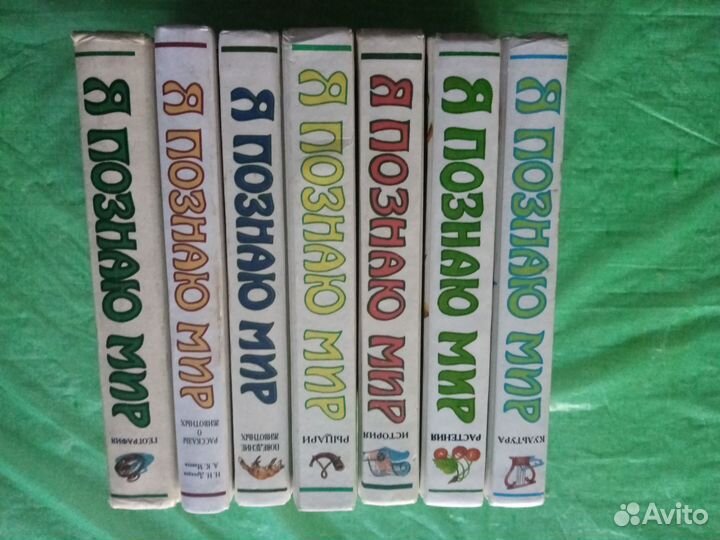 Я ПОЗНАЮ МИР
ГЕОГРАФИЯ
Я ПОЗНАЮ МИР
РАССКАЗЫ О
ЖИВОТНЫХ
Я ПОЗНАЮ МИР
ПОВЕДЕНИЕ
ЖИВОТНЫХ
Я ПОЗНАЮ МИР
РЫЦАРИ
Я ПОЗНАЮ МИР
ИСТОРИЯ
Я ПОЗНАЮ МИР
РАСТЕНИЯ
Я ПОЗНАЮ МИР
КУЛЬТУРА
Avito